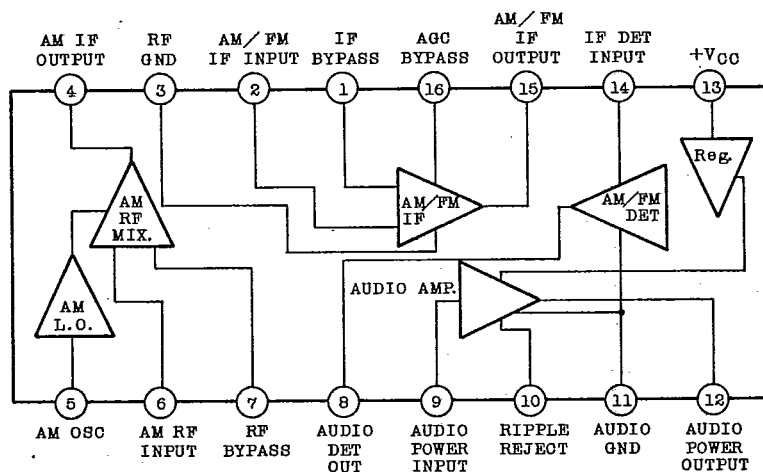 AM IF
OUTPUT
RF
GND
AM/FM
IF INPUT
IF
BYPASS
AGC
BYPASS
AM/FM
IF
OUTPUT
IF DET
INPUT
+VCC
4
3
2
1
16
15
14
13
AM
RF
MIX.
AM/FM
IF
AM/FM
DET
Reg.
AM
L.O.
AUDIO AMP.
5
6
7
8
9
10
11
12
AM OSC
AM RF
INPUT
RF
BYPASS
AUDIO
DET
OUT
AUDIO
POWER
INPUT
RIPPLE
REJECT
AUDIO
GND
AUDIO
POWER
OUTPUT